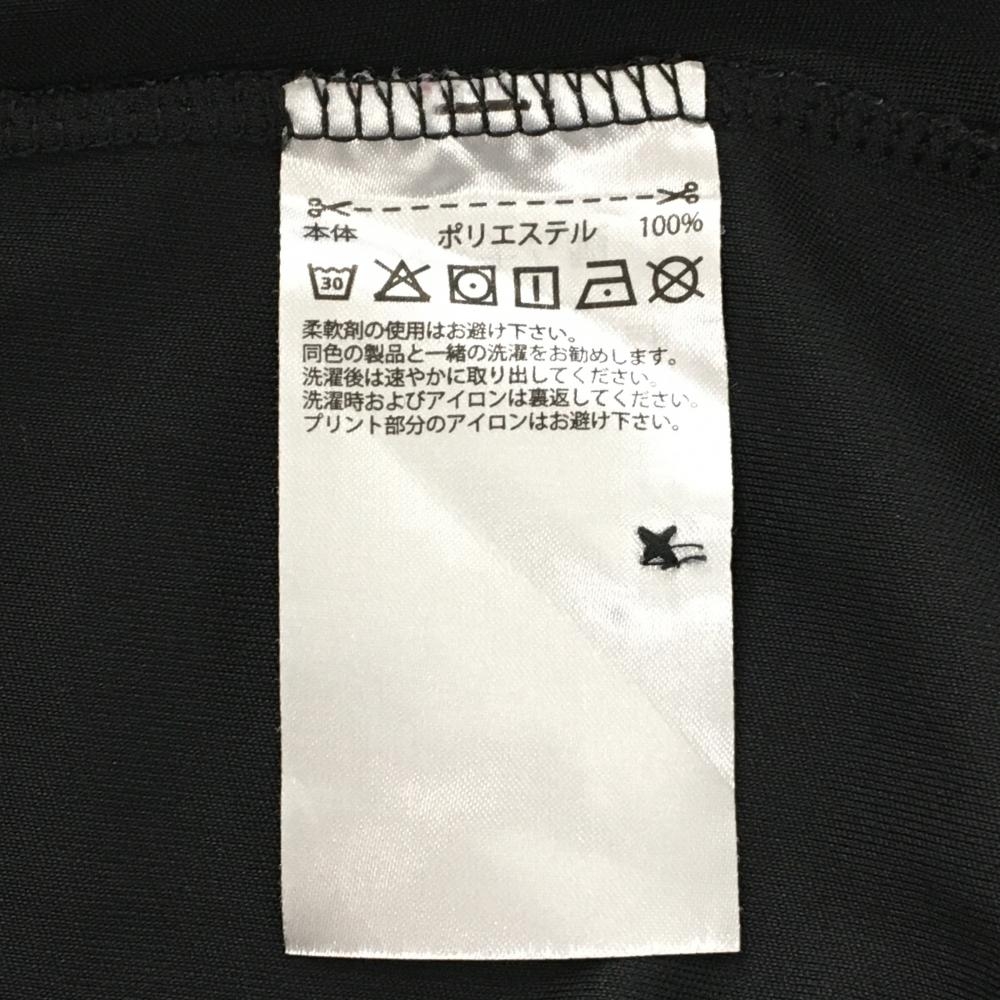 本体 ポリエステル 100%
30
柔軟剤の使用はお避け下さい。
同色の製品と一緒の洗濯をお勧めします。
洗濯後は速やかに取り出してください。
洗濯時およびアイロンは裏返してください。
プリント部分のアイロンはお避け下さい。